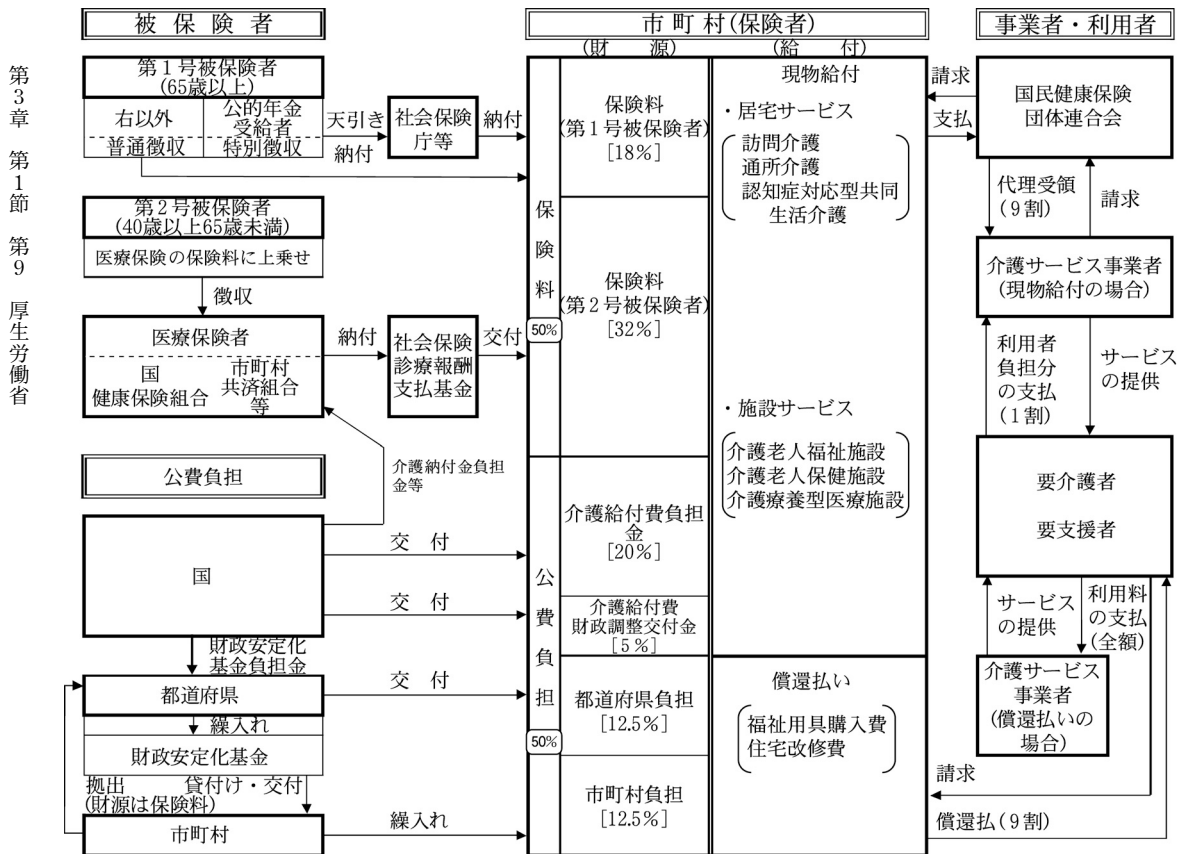 第3章 第1節 第9 厚生労働省
被保険者
第1号被保険者
(65歳以上)
右以外
公的年金
受給者
普通徴収
特別徴収
天引き
納付
社会保険
庁等
納付
第2号被保険者
(40歳以上65歳未満)
医療保険の保険料に上乗せ
徴収
医療保険者
国
健康保険組合
市町村
共済組合
等
納付
社会保険
診療報酬
支払基金
交付
公費負担
介護納付金負担
金等
国
交付
交付
財政安定化
基金負担金
都道府県
交付
繰入れ
財政安定化基金
拠出
貸付け・交付
(財源は保険料)
市町村
繰入れ
市町村(保険者)
(財源)
(給付)
保険料
50%
公費負担
50%
保険料
(第1号被保険者)
[18%]
保険料
(第2号被保険者)
[32%]
介護給付費負担
金
[20%]
介護給付費
財政調整交付金
[5%]
都道府県負担
[12.5%]
市町村負担
[12.5%]
現物給付
・居宅サービス
訪問介護
通所介護
認知症対応型共同
生活介護
・施設サービス
介護老人福祉施設
介護老人保健施設
介護療養型医療施設
償還払い
福祉用具購入費
住宅改修費
事業者・利用者
請求
支払
国民健康保険
団体連合会
代理受領
(9割)
請求
介護サービス事業者
(現物給付の場合)
利用者
負担分
の支払
(1割)
サービス
の提供
要介護者
要支援者
サービス
の提供
利用料
の支払
(全額)
介護サービス
事業者
(償還払いの
場合)
請求
償還払(9割)